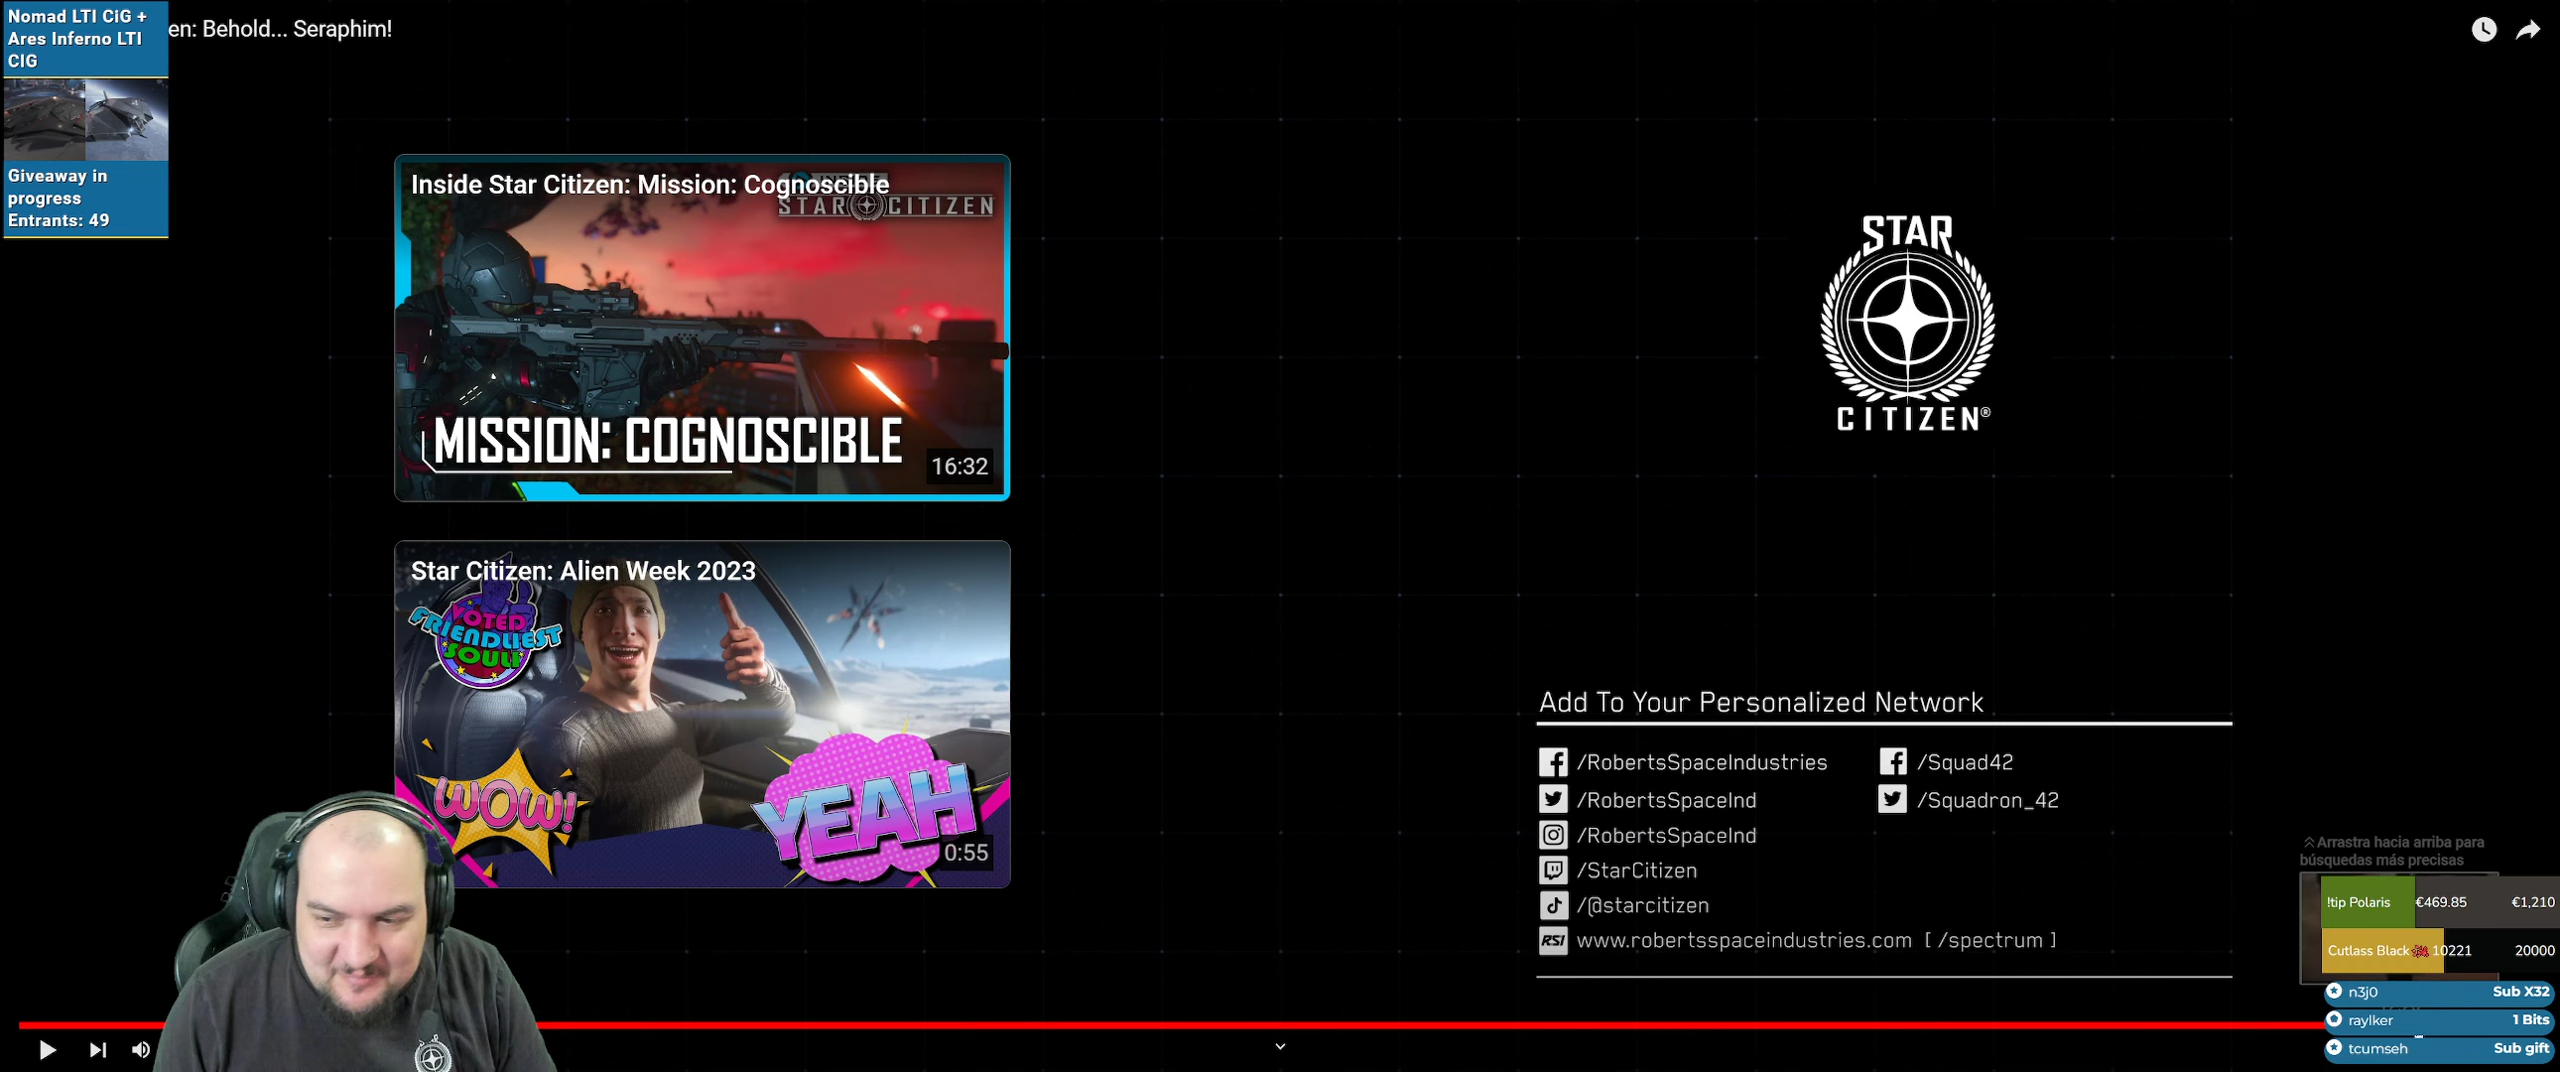 Nomad LTI CiG +
Ares Inferno LTI
CIG
en: Behold... Seraphim!
Giveaway in
progress
Entrants: 49
Inside Star Citizen: Mission: Cognoscible
STAR CITIZEN
MISSION: COGNOSCIBLE
16:32
Star Citizen: Alien Week 2023
VOTED
FRIENDLIEST
SOULI
WOW!
YEAH
0:55
STAR
CITIZEN®
Add To Your Personalized Network
/RobertsSpaceIndustries
/Squad42
/RobertsSpaceInd
/Squadron_42
/RobertsSpaceInd
/StarCitizen
/@starcitizen
RSI www.robertsspaceindustries.com [ /spectrum ]
Arrastra hacia arriba para
búsquedas más precisas
!tip Polaris €469.85 €1,210
Cutlass Black 10221 20000
n3j0 Sub X32
raylker 1 Bits
tcumseh Sub gift